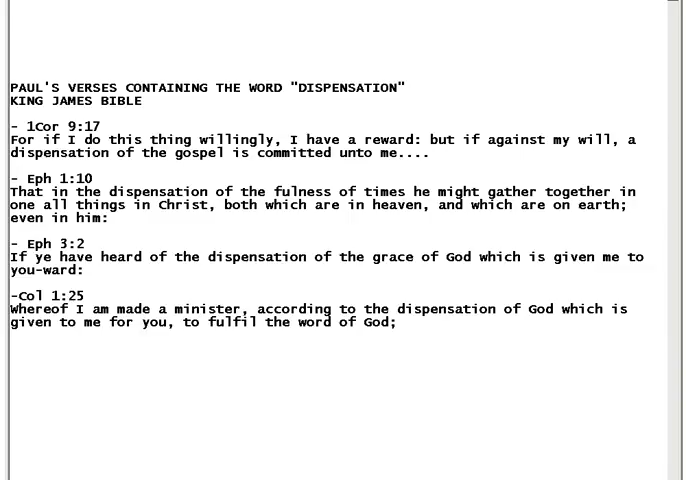 PAUL'S VERSES CONTAINING THE WORD "DISPENSATION"
KING JAMES BIBLE
- 1Cor 9:17
For if I do this thing willingly, I have a reward: but if against my will, a
dispensation of the gospel is committed unto me....
- Eph 1:10
That in the dispensation of the fulness of times he might gather together in
one all things in Christ, both which are in heaven, and which are on earth;
even in him:
- Eph 3:2
If ye have heard of the dispensation of the grace of God which is given me to
you-ward:
-Col 1:25
Whereof I am made a minister, according to the dispensation of God which is
given to me for you, to fulfil the word of God;